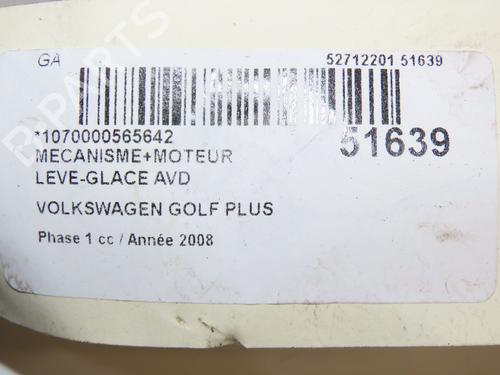 GA 52712201 51639
*1070000565642 51639
MECANISME+MOTEUR
LEVE-GLACE AVD
VOLKSWAGEN GOLF PLUS
Phase 1 cc / Année 2008
B-PARTS